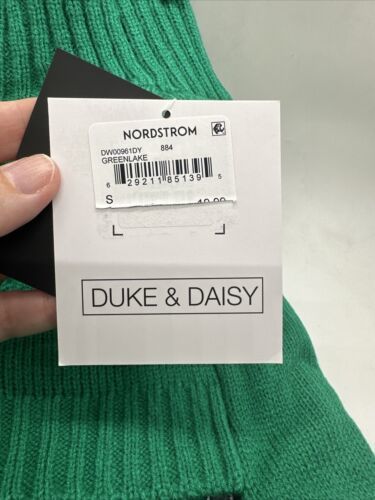 NORDSTROM
DW00961DY 884
GREENLAKE
6 29211 85139 5
S
DUKE & DAISY